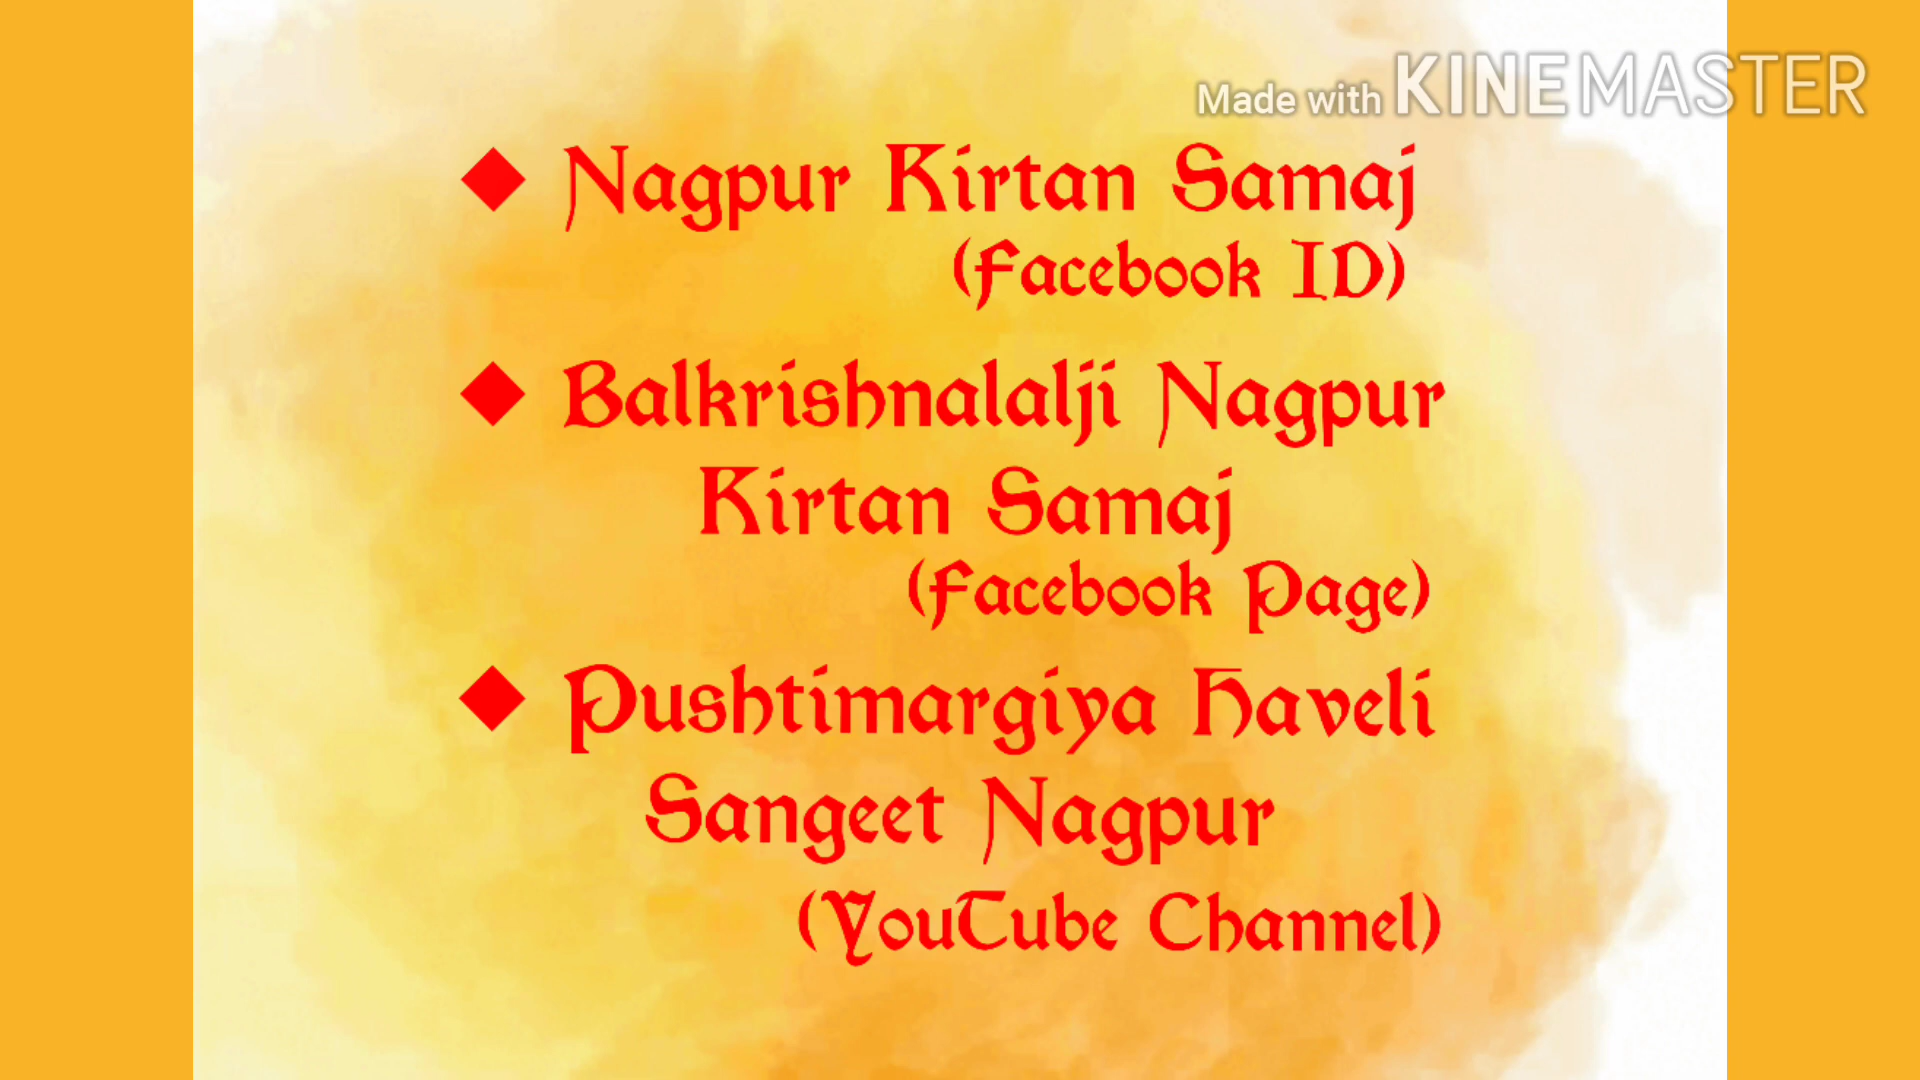 Made with KINEMASTER
◆ Nagpur Kirtan Samaj
(Facebook ID)
◆ Balkrishnalalji Nagpur
Kirtan Samaj
(Facebook Page)
◆ Pushtimargiya Haveli
Sangeet Nagpur
(YouTube Channel)